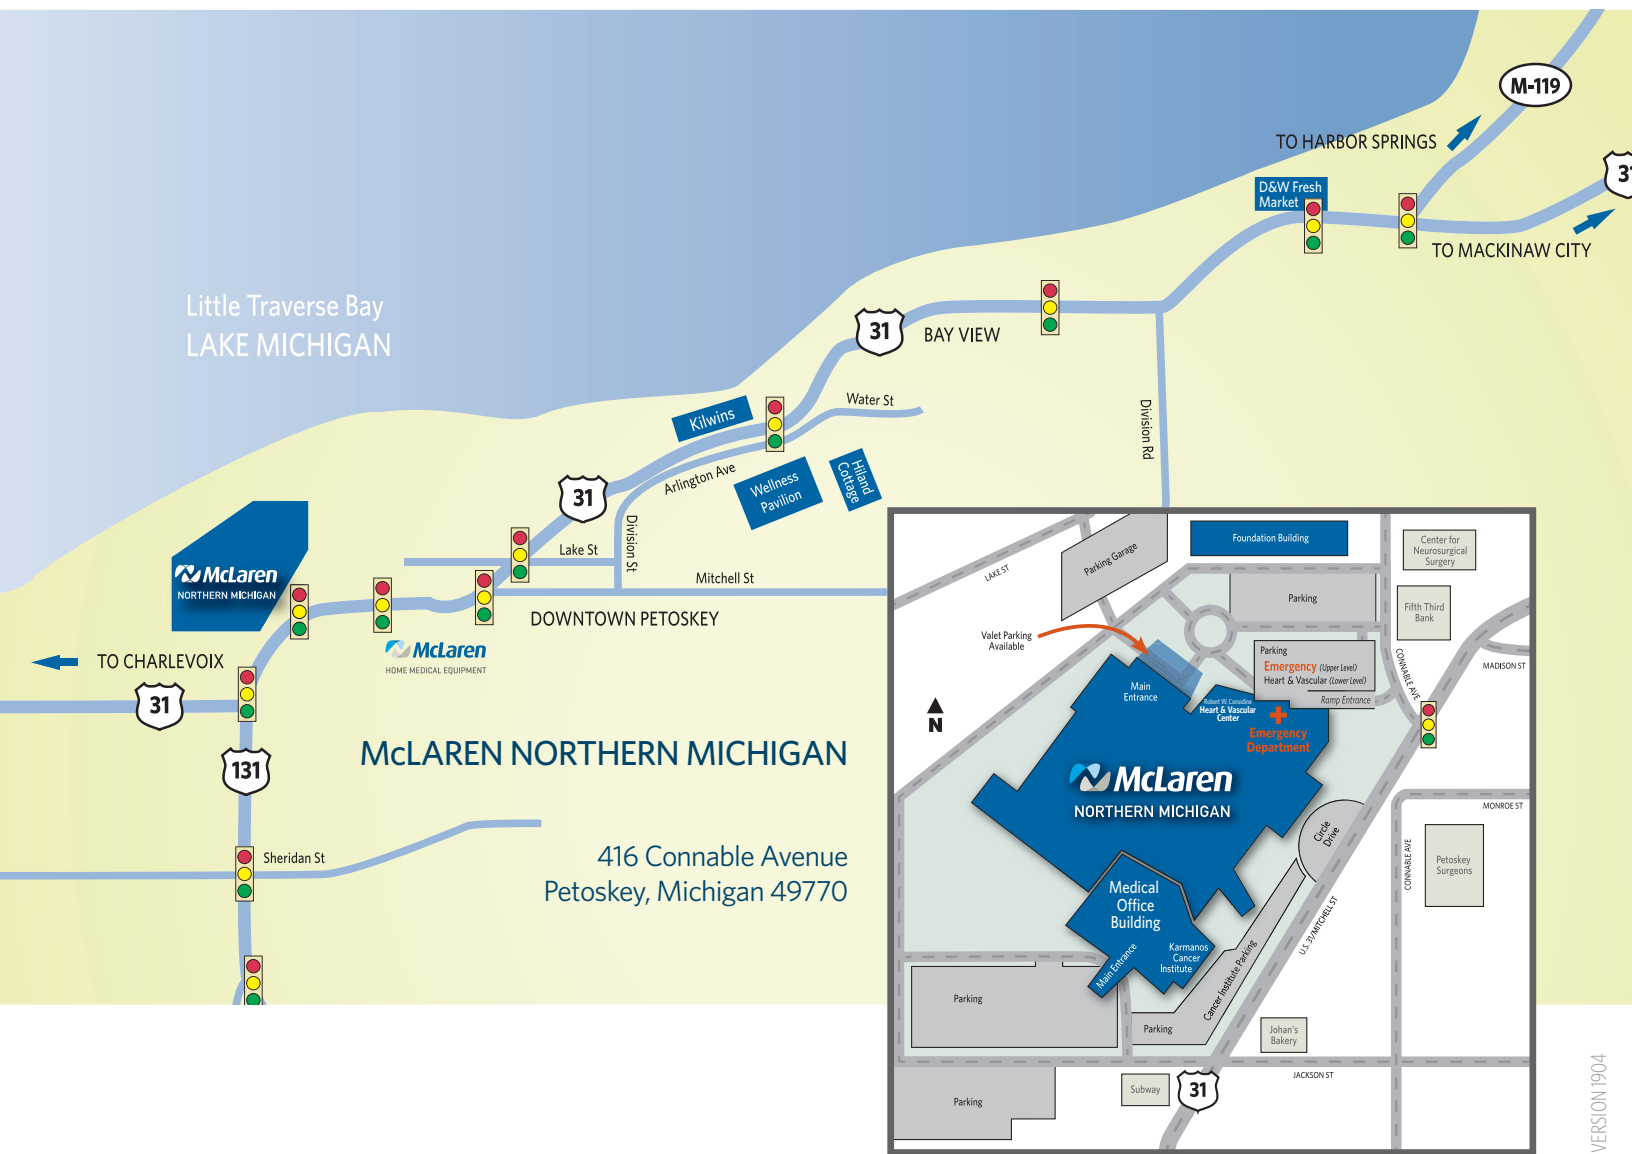 M-119
TO HARBOR SPRINGS
31
D&W Fresh
Market
TO MACKINAW CITY
Little Traverse Bay
LAKE MICHIGAN
31
BAY VIEW
Water St
Kilwins
Division Rd
Arlington Ave
Wellness
Pavilion
Hiland
Cottage
31
Division St
Lake St
Mitchell St
McLaren
NORTHERN MICHIGAN
DOWNTOWN PETOSKEY
McLaren
HOME MEDICAL EQUIPMENT
TO CHARLEVOIX
31
131
McLAREN NORTHERN MICHIGAN
Sheridan St
416 Connable Avenue
Petoskey, Michigan 49770
Foundation Building
Center for
Neurosurgical
Surgery
Parking Garage
LAKE ST
Parking
Fifth Third
Bank
Valet Parking
Available
Parking
Emergency (Upper Level)
Heart & Vascular (Lower Level)
Ramp Entrance
CONNABLE AVE
MADISON ST
Main
Entrance
Robert W. Considine
Heart & Vascular
Center
Emergency
Department
N
McLaren
NORTHERN MICHIGAN
MONROE ST
Circle
Drive
CONNABLE AVE
Petoskey
Surgeons
Medical
Office
Building
Main Entrance
Karmanos
Cancer
Institute
Cancer Institute Parking
U.S. 31/MITCHELL ST
Parking
Parking
Johan's
Bakery
JACKSON ST
Subway
31
Parking
VERSION 1904